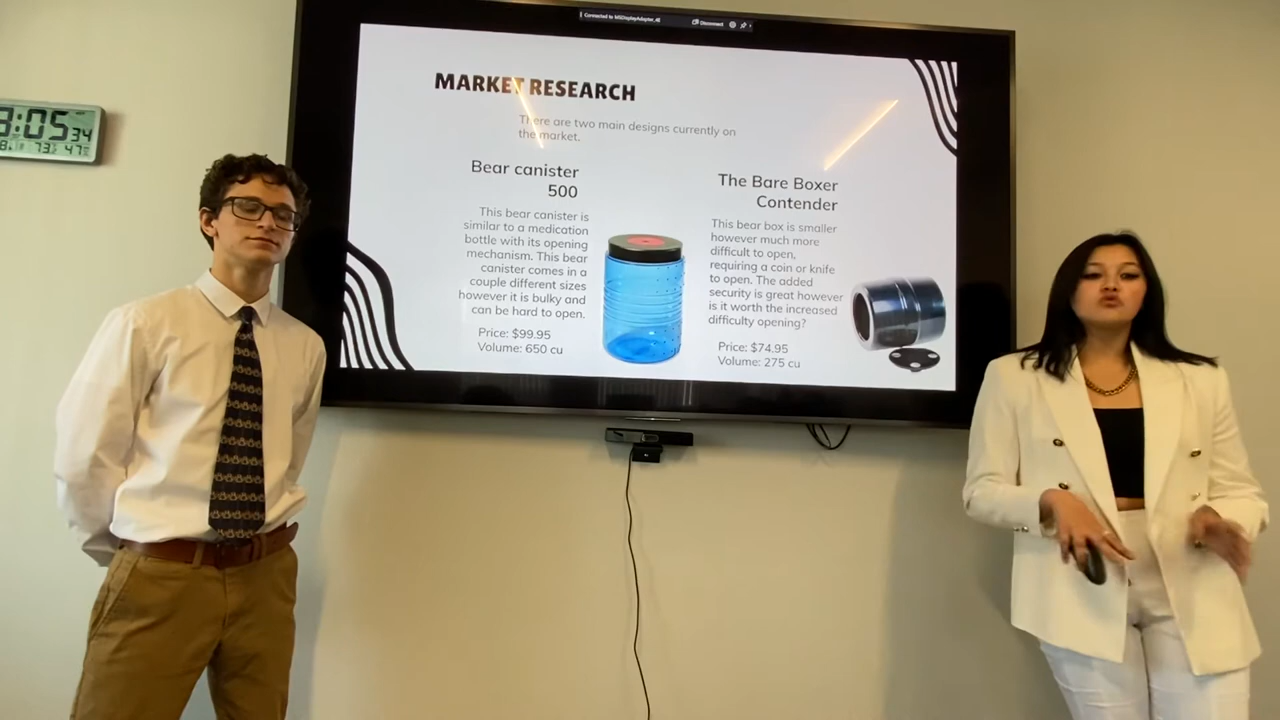 Connected to MSDisplayAdapter_4E
Disconnect
MARKET RESEARCH
There are two main designs currently on
the market.
Bear canister
500
This bear canister is
similar to a medication
bottle with its opening
mechanism. This bear
canister comes in a
couple different sizes
however it is bulky and
can be hard to open.
Price: $99.95
Volume: 650 cu
The Bare Boxer
Contender
This bear box is smaller
however much more
difficult to open,
requiring a coin or knife
to open. The added
security is great however
is it worth the increased
difficulty opening?
Price: $74.95
Volume: 275 cu
:05 34
73 47